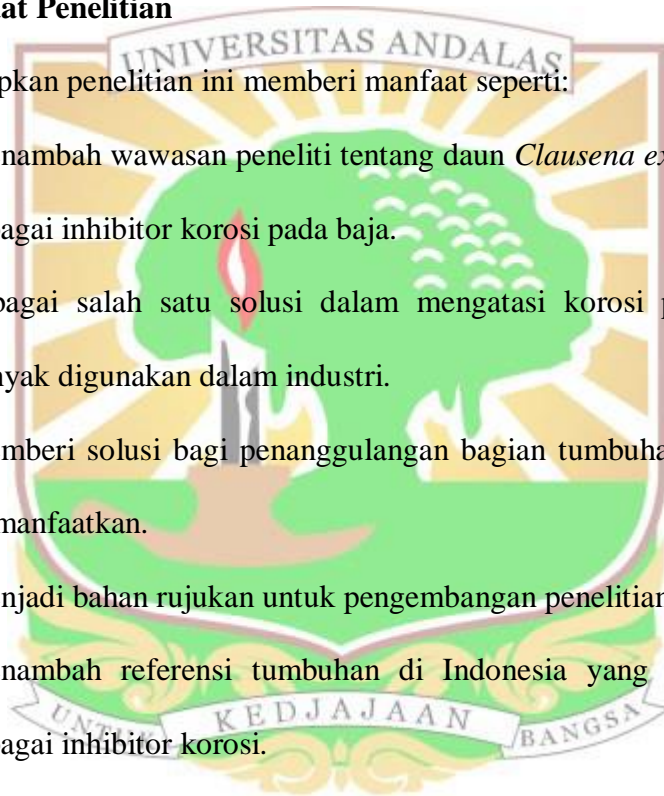 at Penelitian
UNIVERSITAS ANDALAS
pkan penelitian ini memberi manfaat seperti:
nambah wawasan peneliti tentang daun Clausena ex
agai inhibitor korosi pada baja.
bagai salah satu solusi dalam mengatasi korosi p
nyak digunakan dalam industri.
mberi solusi bagi penanggulangan bagian tumbuha
manfaatkan.
njadi bahan rujukan untuk pengembangan penelitian
nambah referensi tumbuhan di Indonesia yang
UNTUK KEDJAJAAN BANGSA
agai inhibitor korosi.